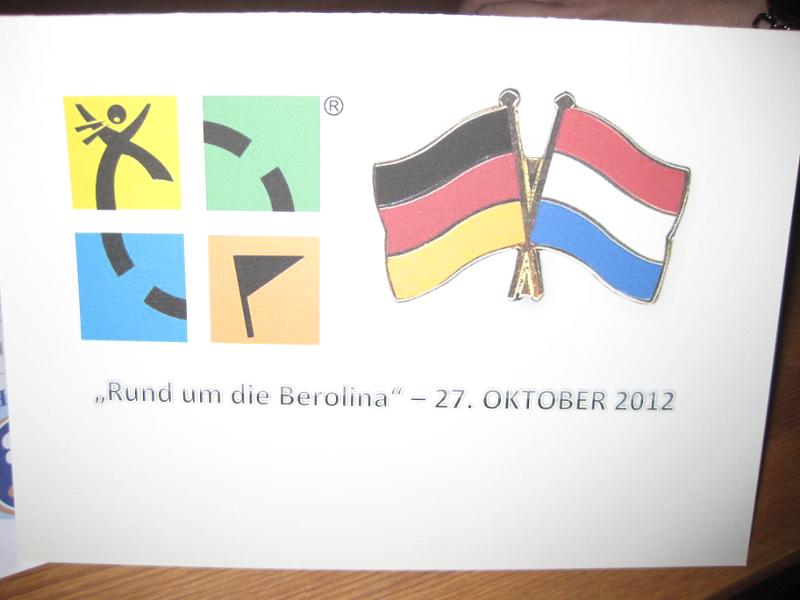 ®
„Rund um die Berolina“ – 27. OKTOBER 2012